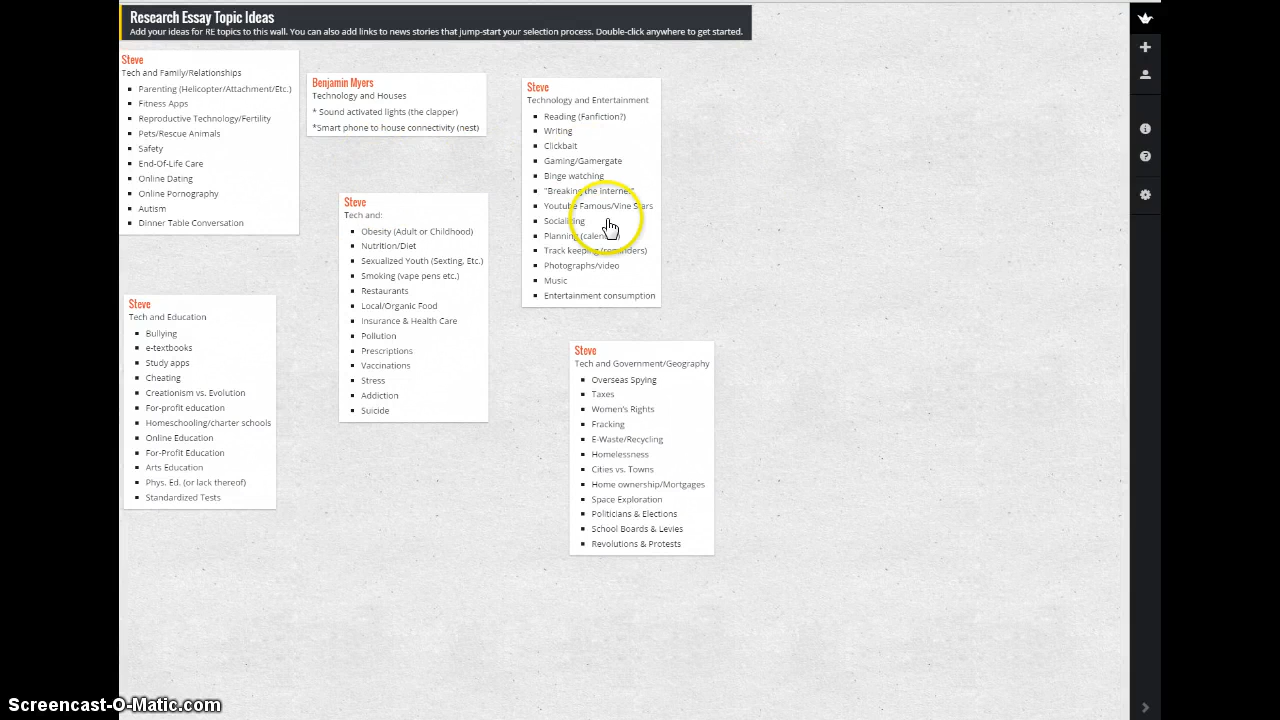 Research Essay Topic Ideas
Add your ideas for RE topics to this wall. You can also add links to news stories that jump-start your selection process. Double-click anywhere to get started.
Steve
Tech and Family/Relationships
Parenting (Helicopter/Attachment/Etc.)
Fitness Apps
Reproductive Technology/Fertility
Pets/Rescue Animals
Safety
End-Of-Life Care
Online Dating
Online Pornography
Autism
Dinner Table Conversation
Benjamin Myers
Technology and Houses
* Sound activated lights (the clapper)
*Smart phone to house connectivity (nest)
Steve
Technology and Entertainment
Reading (Fanfiction?)
Writing
Clickbait
Gaming/Gamergate
Binge watching
"Breaking the internet"
Youtube Famous/Vine Stars
Socializing
Planning
Track keeping (reminders)
Photographs/video
Music
Entertainment consumption
Steve
Tech and:
Obesity (Adult or Childhood)
Nutrition/Diet
Sexualized Youth (Sexting, Etc.)
Smoking (vape pens etc.)
Restaurants
Local/Organic Food
Insurance & Health Care
Pollution
Prescriptions
Vaccinations
Stress
Addiction
Suicide
Steve
Tech and Education
Bullying
e-textbooks
Study apps
Cheating
Creationism vs. Evolution
For-profit education
Homeschooling/charter schools
Online Education
For-Profit Education
Arts Education
Phys. Ed. (or lack thereof)
Standardized Tests
Steve
Tech and Government/Geography
Overseas Spying
Taxes
Women's Rights
Fracking
E-Waste/Recycling
Homelessness
Cities vs. Towns
Home ownership/Mortgages
Space Exploration
Politicians & Elections
School Boards & Levies
Revolutions & Protests
Screencast-O-Matic.com